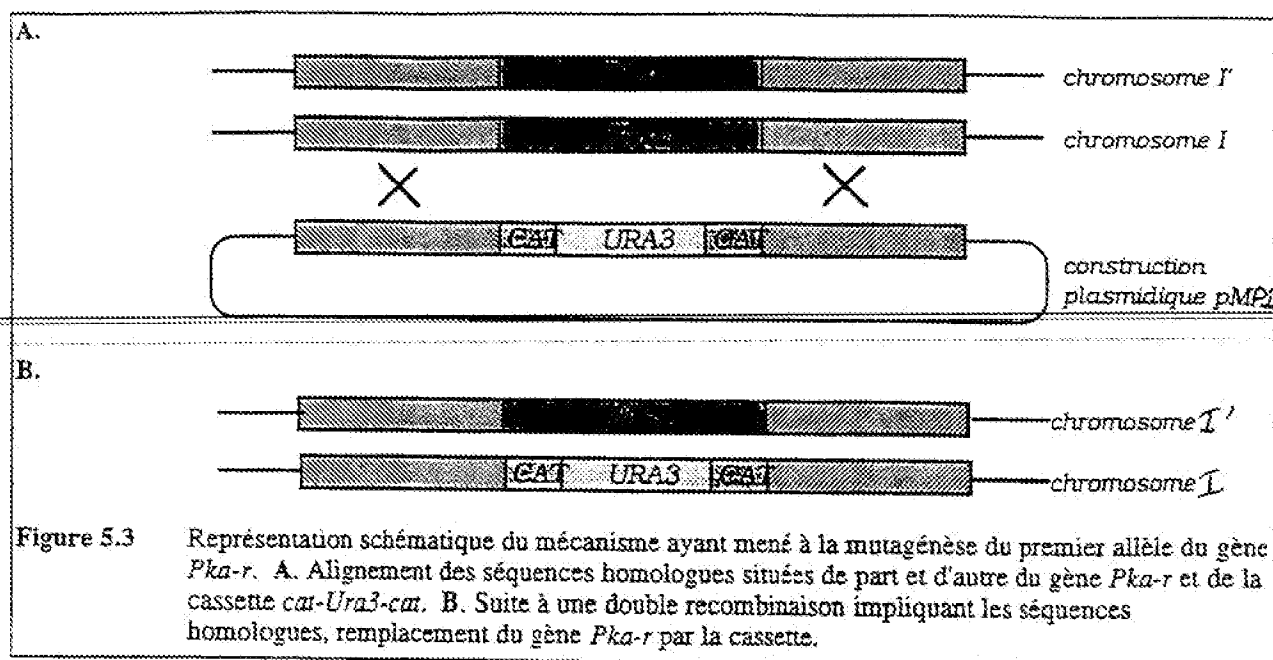 A.
chromosome I'
chromosome I
CAT URA3 CAT
construction
plasmidique pMP1
B.
chromosome I'
CAT URA3 CAT
chromosome I
Figure 5.3 Représentation schématique du mécanisme ayant mené à la mutagénèse du premier allèle du gène
Pka-r. A. Alignement des séquences homologues situées de part et d'autre du gène Pka-r et de la
cassette cat-Ura3-cat. B. Suite à une double recombinaison impliquant les séquences
homologues, remplacement du gène Pka-r par la cassette.